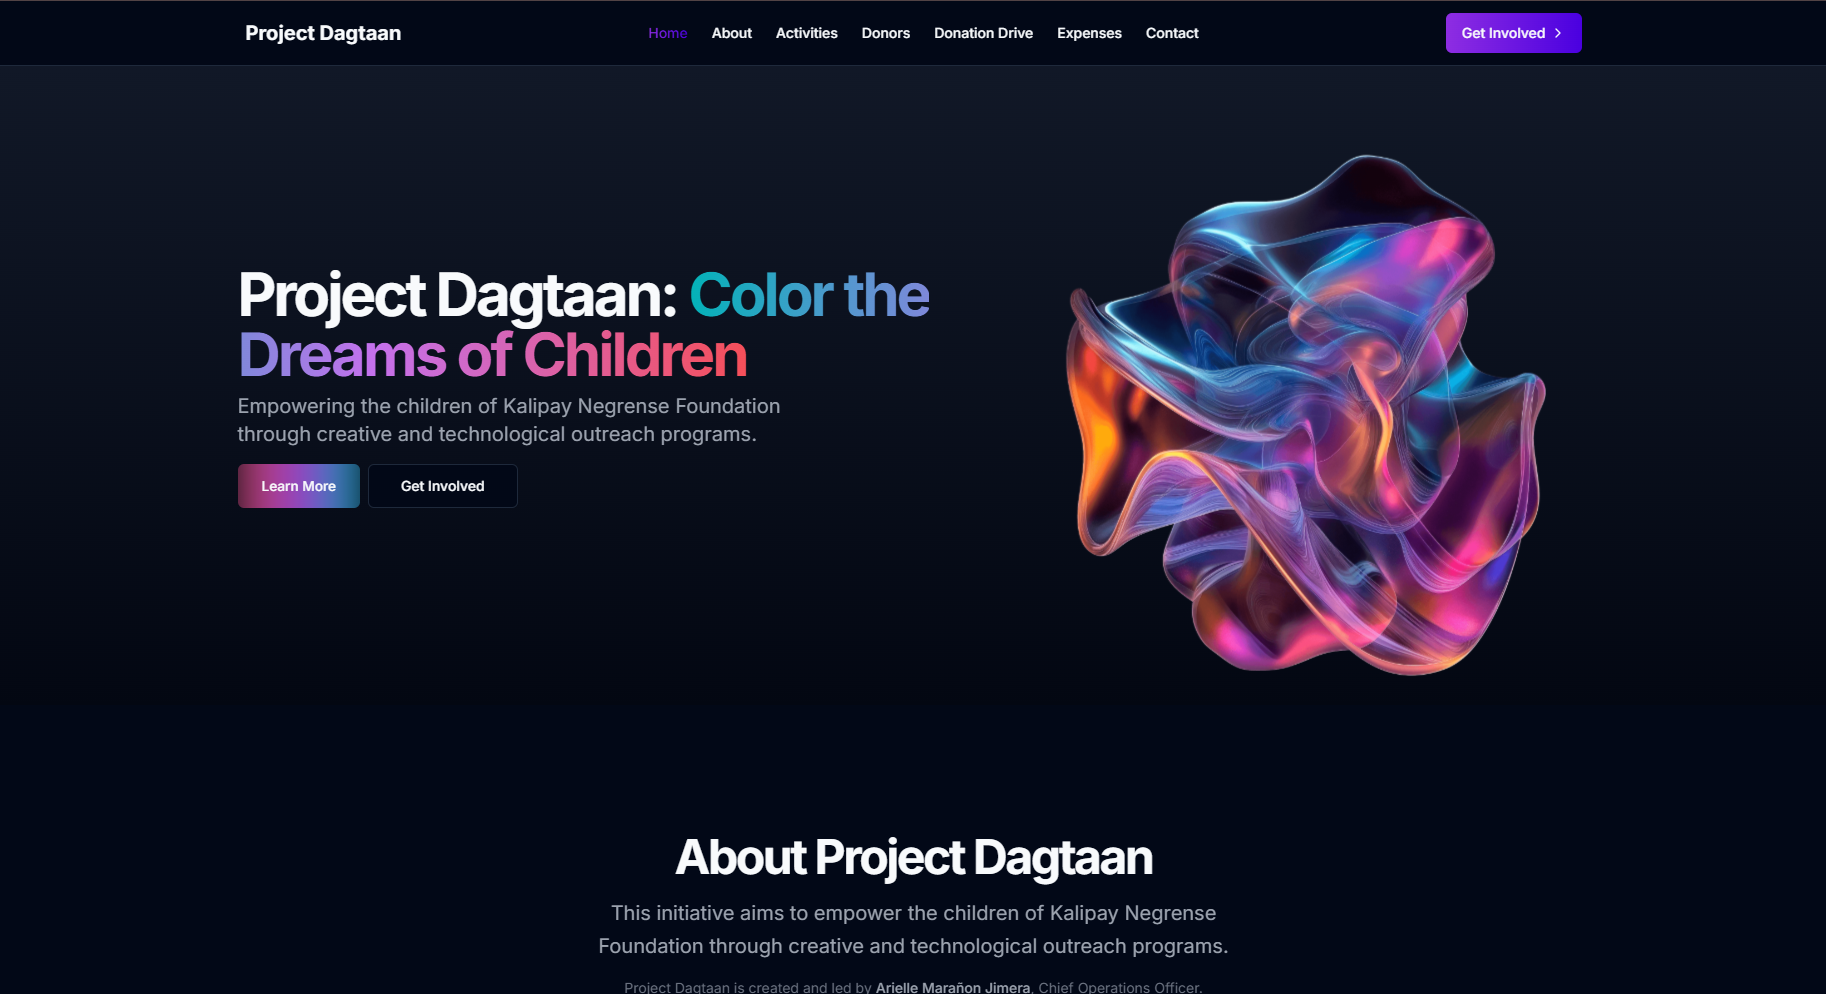 Project Dagtaan
Home About Activities Donors Donation Drive Expenses Contact
Get Involved
Project Dagtaan: Color the
Dreams of Children
Empowering the children of Kalipay Negrense Foundation
through creative and technological outreach programs.
Learn More
Get Involved
About Project Dagtaan
This initiative aims to empower the children of Kalipay Negrense
Foundation through creative and technological outreach programs.
Project Dagtaan is created and led by Arielle Marañon Jimera, Chief Operations Officer.